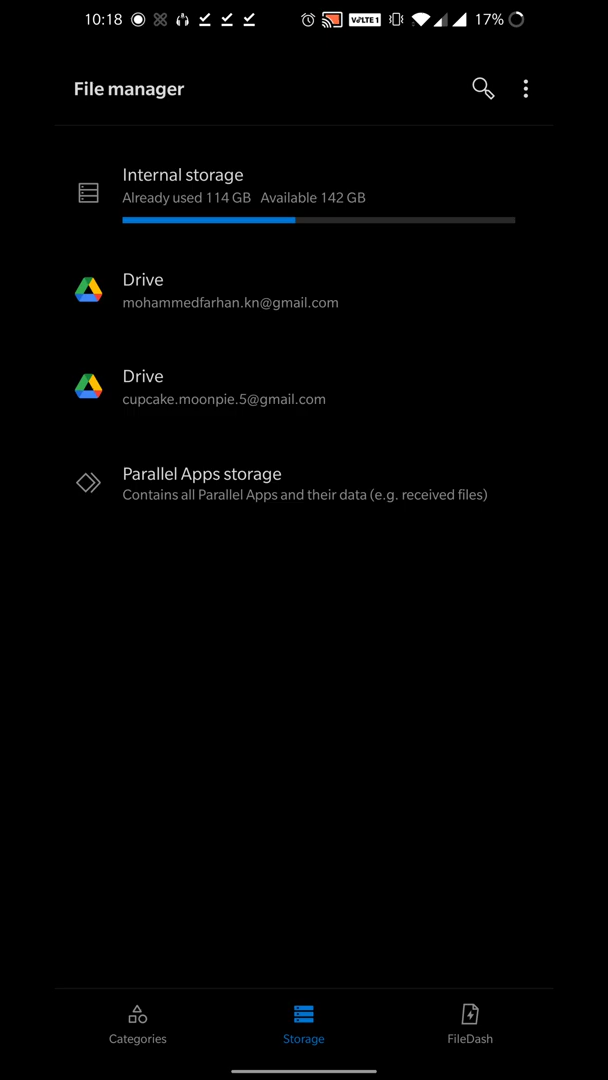 10:18 VoLTE 1 17%
File manager
Internal storage
Already used 114 GB Available 142 GB
Drive
mohammedfarhan.kn@gmail.com
Drive
cupcake.moonpie.5@gmail.com
Parallel Apps storage
Contains all Parallel Apps and their data (e.g. received files)
Categories Storage FileDash